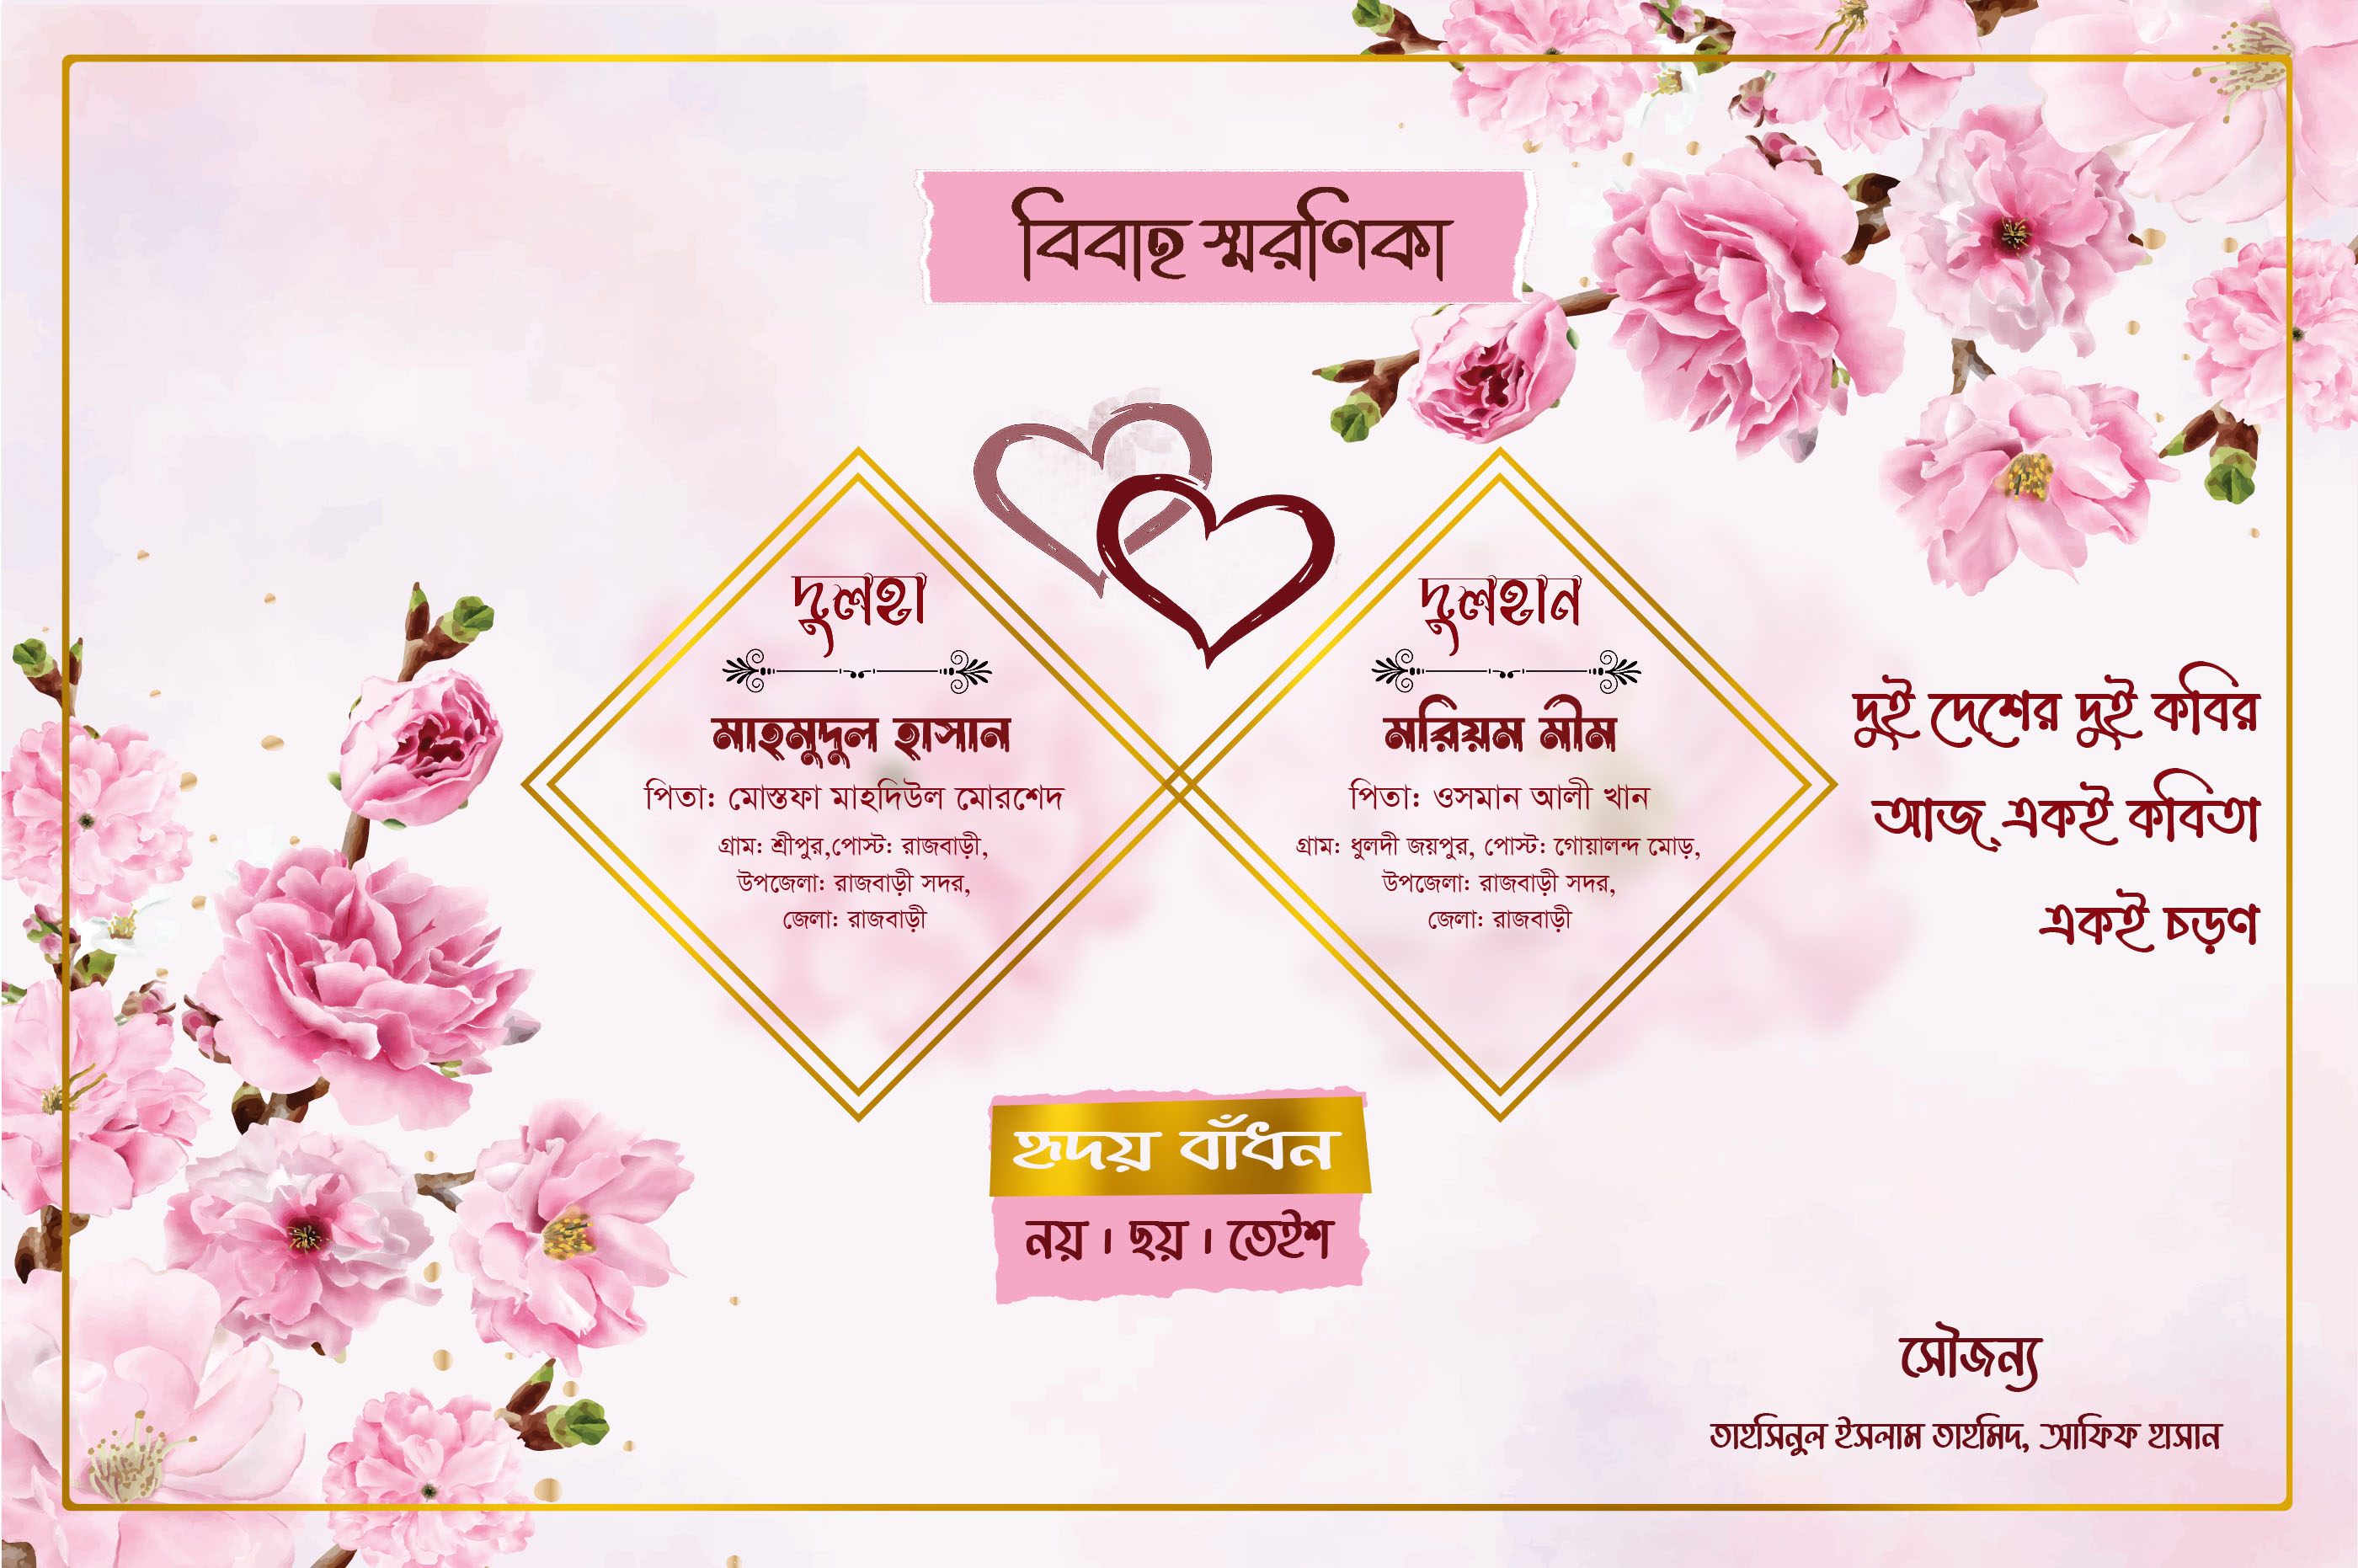 বিবাহ স্মরণিকা
দুলহা
মাহমুদুল হাসান
পিতা: মোস্তফা মাহদিউল মোরশেদ
গ্রাম: শ্রীপুর,পোস্ট: রাজবাড়ী,
উপজেলা: রাজবাড়ী সদর,
জেলা: রাজবাড়ী
দুলহান
মরিয়ম মীম
পিতা: ওসমান আলী খান
গ্রাম: ধুলদী জয়পুর, পোস্ট: গোয়ালন্দ মোড়,
উপজেলা: রাজবাড়ী সদর,
জেলা: রাজবাড়ী
দুই দেশের দুই কবির
আজ একই কবিতা
একই চড়ণ
হৃদয় বাঁধন
নয় । ছয় । তেইশ
সৌজন্য
তাহসিনুল ইসলাম তাহমিদ, আফিফ হাসান